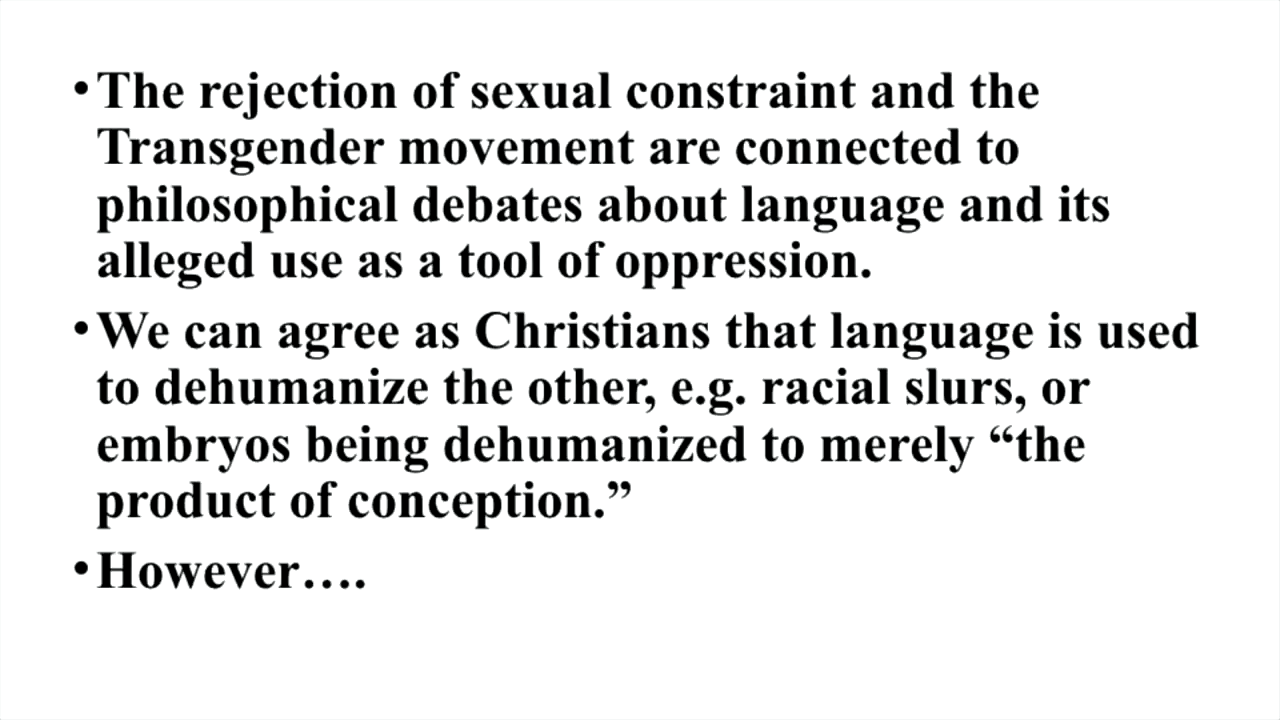 •The rejection of sexual constraint and the
Transgender movement are connected to
philosophical debates about language and its
alleged use as a tool of oppression.
•We can agree as Christians that language is used
to dehumanize the other, e.g. racial slurs, or
embryos being dehumanized to merely “the
product of conception.”
•However….